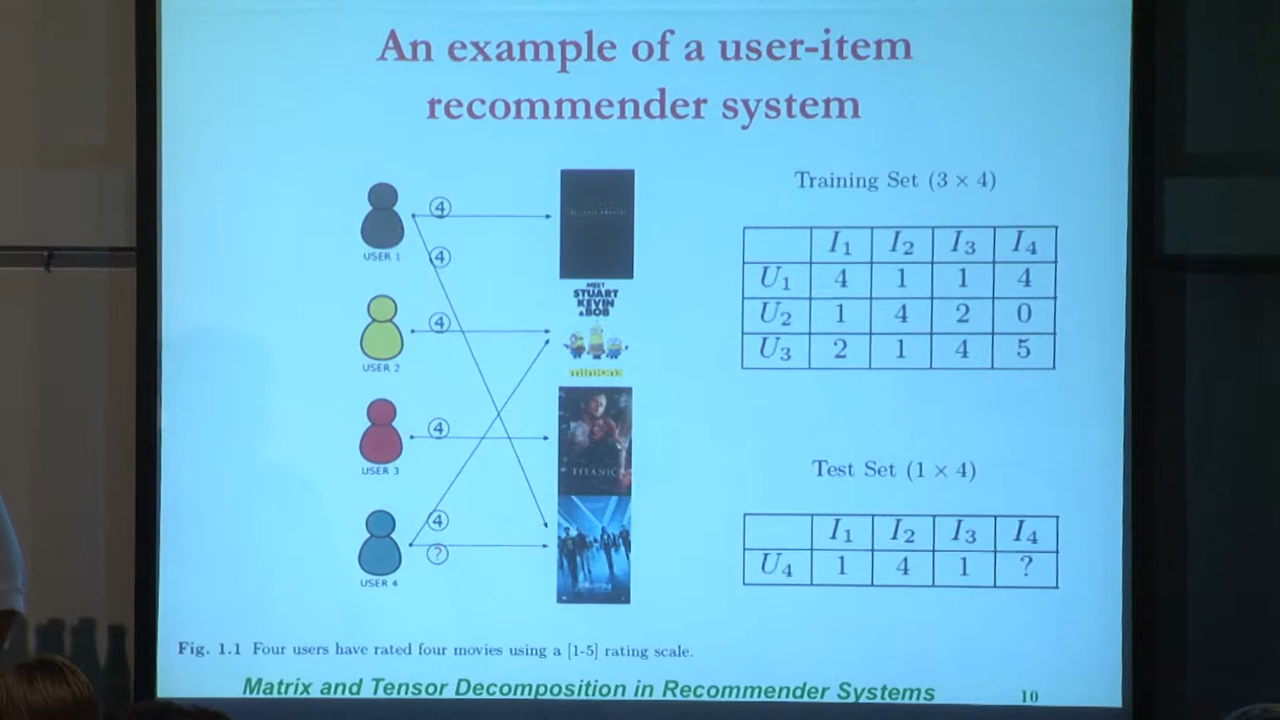 An example of a user-item
recommender system
Training Set (3 × 4)
I1 I2 I3 I4
U1 4 1 1 4
U2 1 4 2 0
U3 2 1 4 5
Test Set (1 × 4)
I1 I2 I3 I4
U4 1 4 1 ?
USER 1
4
4
USER 2
4
USER 3
4
USER 4
4
?
MEET
STUART
KEVIN
&BOB
minions
TITANIC
Fig. 1.1 Four users have rated four movies using a [1-5] rating scale.
Matrix and Tensor Decomposition in Recommender Systems
10